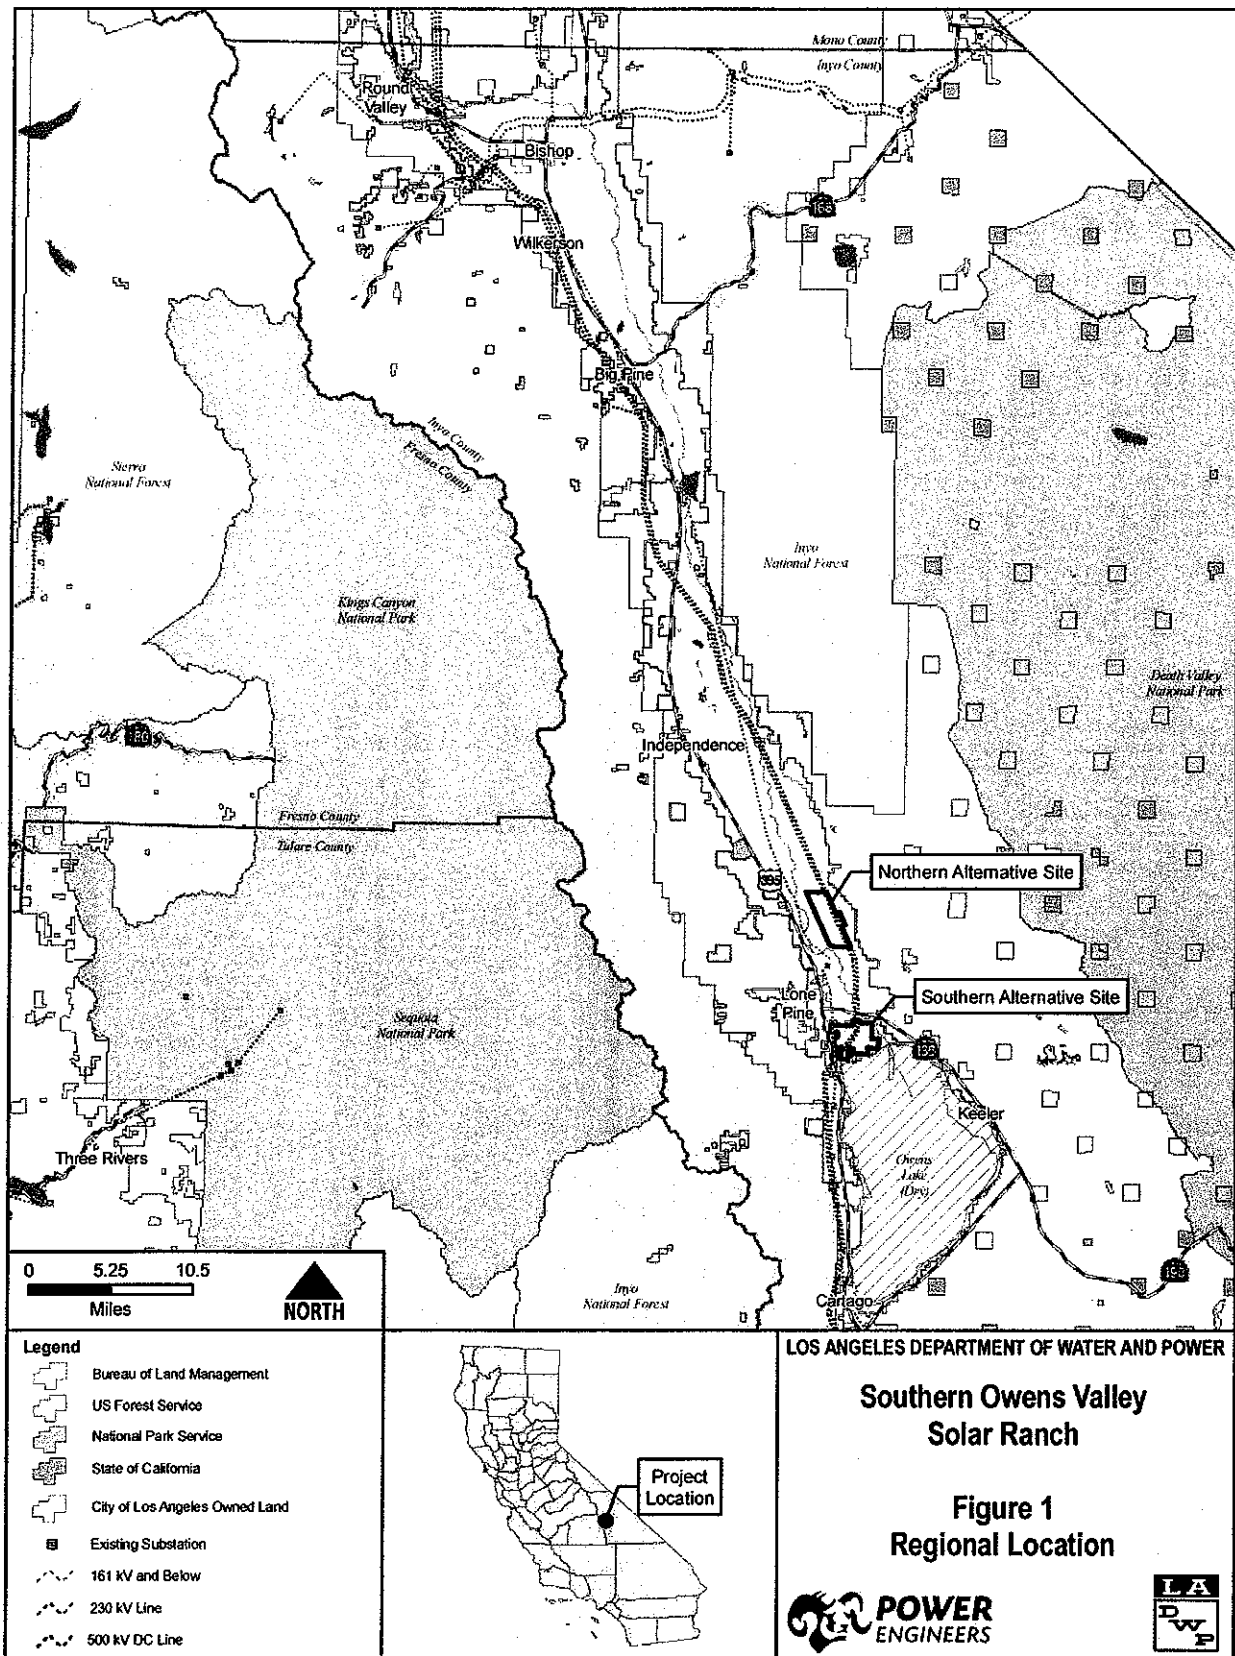 Mono County
Inyo County
Round
Valley
Bishop
168
Wilkerson
Big Pine
Inyo County
Fresno County
Sierra
National Forest
Inyo
National Forest
Kings Canyon
National Park
Death Valley
National Park
180
Independence
Fresno County
Tulare County
395
Northern Alternative Site
Southern Alternative Site
Lone
Pine
136
Sequoia
National Park
Keeler
Three Rivers
Owens
Lake
(Dry)
Inyo
National Forest
Cartago
0 5.25 10.5
Miles
NORTH
Legend
Bureau of Land Management
US Forest Service
National Park Service
State of California
City of Los Angeles Owned Land
Existing Substation
161 kV and Below
230 kV Line
500 kV DC Line
Project
Location
LOS ANGELES DEPARTMENT OF WATER AND POWER
Southern Owens Valley
Solar Ranch
Figure 1
Regional Location
POWER
ENGINEERS
LA
DWP